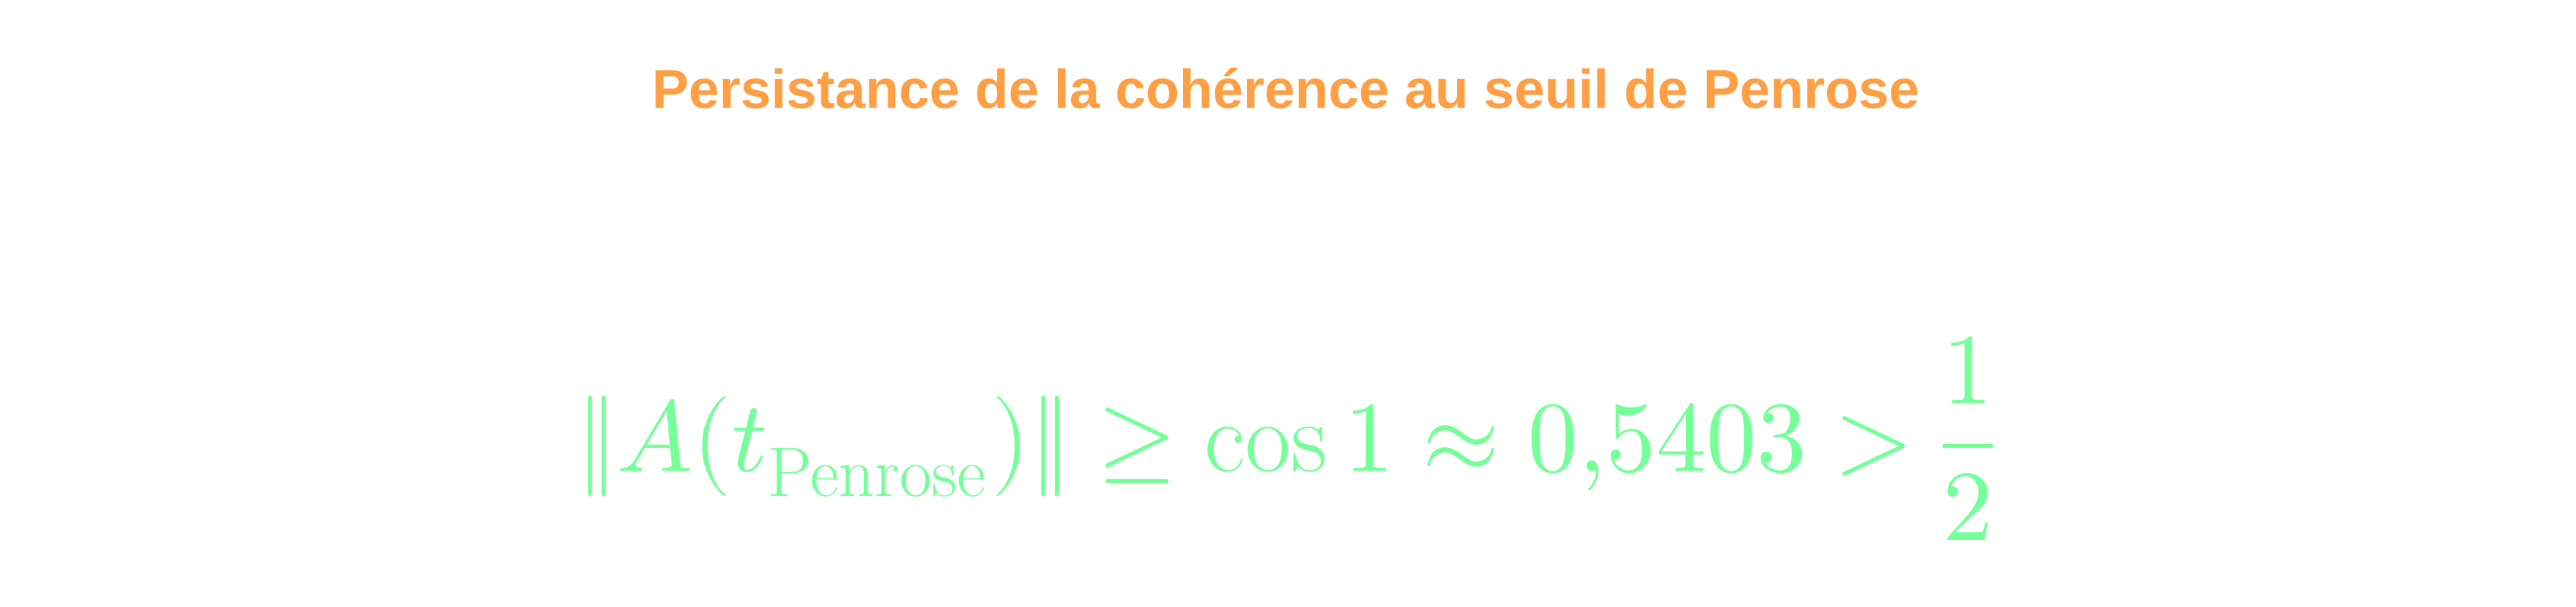 Persistance de la cohérence au seuil de Penrose
‖A(t_Penrose)‖ ≥ cos 1 ≈ 0,5403 > 1/2